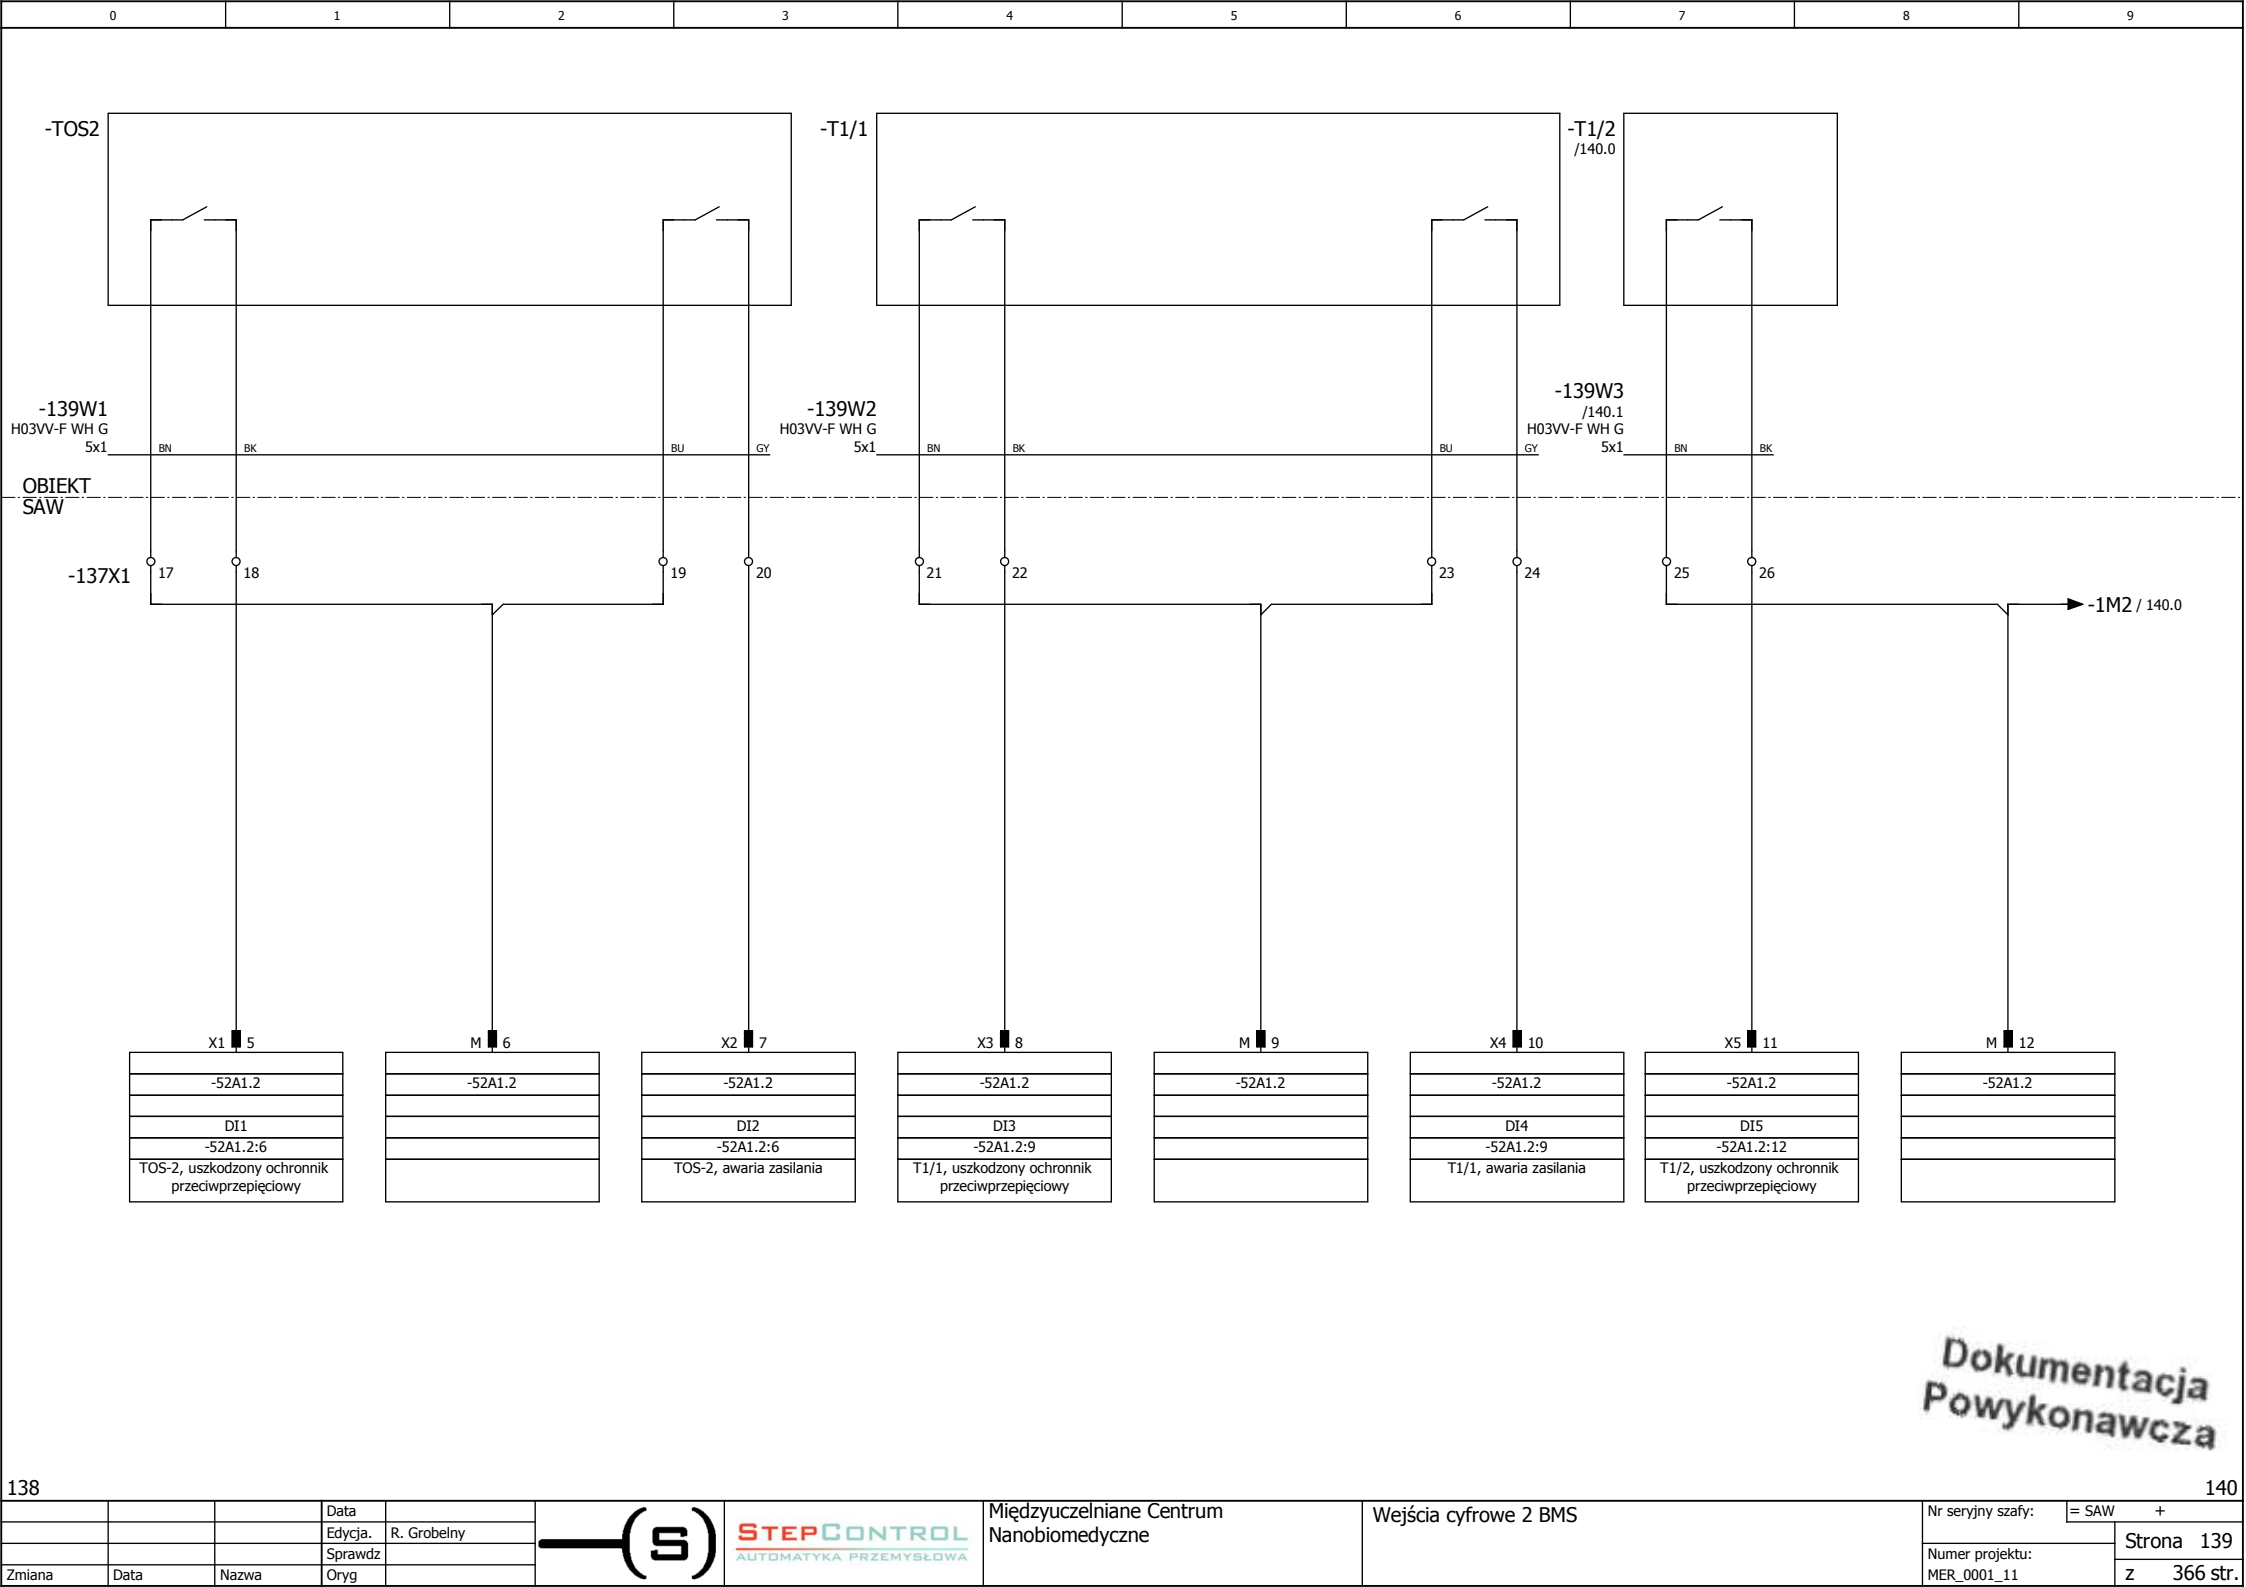 0 1 2 3 4 5 6 7 8 9
-TOS2 -T1/1 -T1/2
/140.0
-139W1 -139W2 -139W3
/140.1
H03VV-F WH G H03VV-F WH G H03VV-F WH G
5x1 BN BK BU GY 5x1 BN BK BU GY 5x1 BN BK
OBIEKT
SAW
-137X1 17 18 19 20 21 22 23 24 25 26
-1M2 / 140.0
X1 5 M 6 X2 7 X3 8 M 9 X4 10 X5 11 M 12
-52A1.2 -52A1.2 -52A1.2 -52A1.2 -52A1.2 -52A1.2 -52A1.2 -52A1.2
DI1 DI2 DI3 DI4 DI5
-52A1.2:6 -52A1.2:6 -52A1.2:9 -52A1.2:9 -52A1.2:12
TOS-2, uszkodzony ochronnik
przeciwprzepięciowy
TOS-2, awaria zasilania
T1/1, uszkodzony ochronnik
przeciwprzepięciowy
T1/1, awaria zasilania
T1/2, uszkodzony ochronnik
przeciwprzepięciowy
Dokumentacja
Powykonawcza
138 140
Data
Edycja. R. Grobelny
Sprawdz
Zmiana Data Nazwa Oryg
S
STEPCONTROL
AUTOMATYKA PRZEMYSŁOWA
Międzyuczelniane Centrum
Nanobiomedyczne
Wejścia cyfrowe 2 BMS
Nr seryjny szafy: = SAW +
Strona 139
Numer projektu:
MER_0001_11
z 366 str.